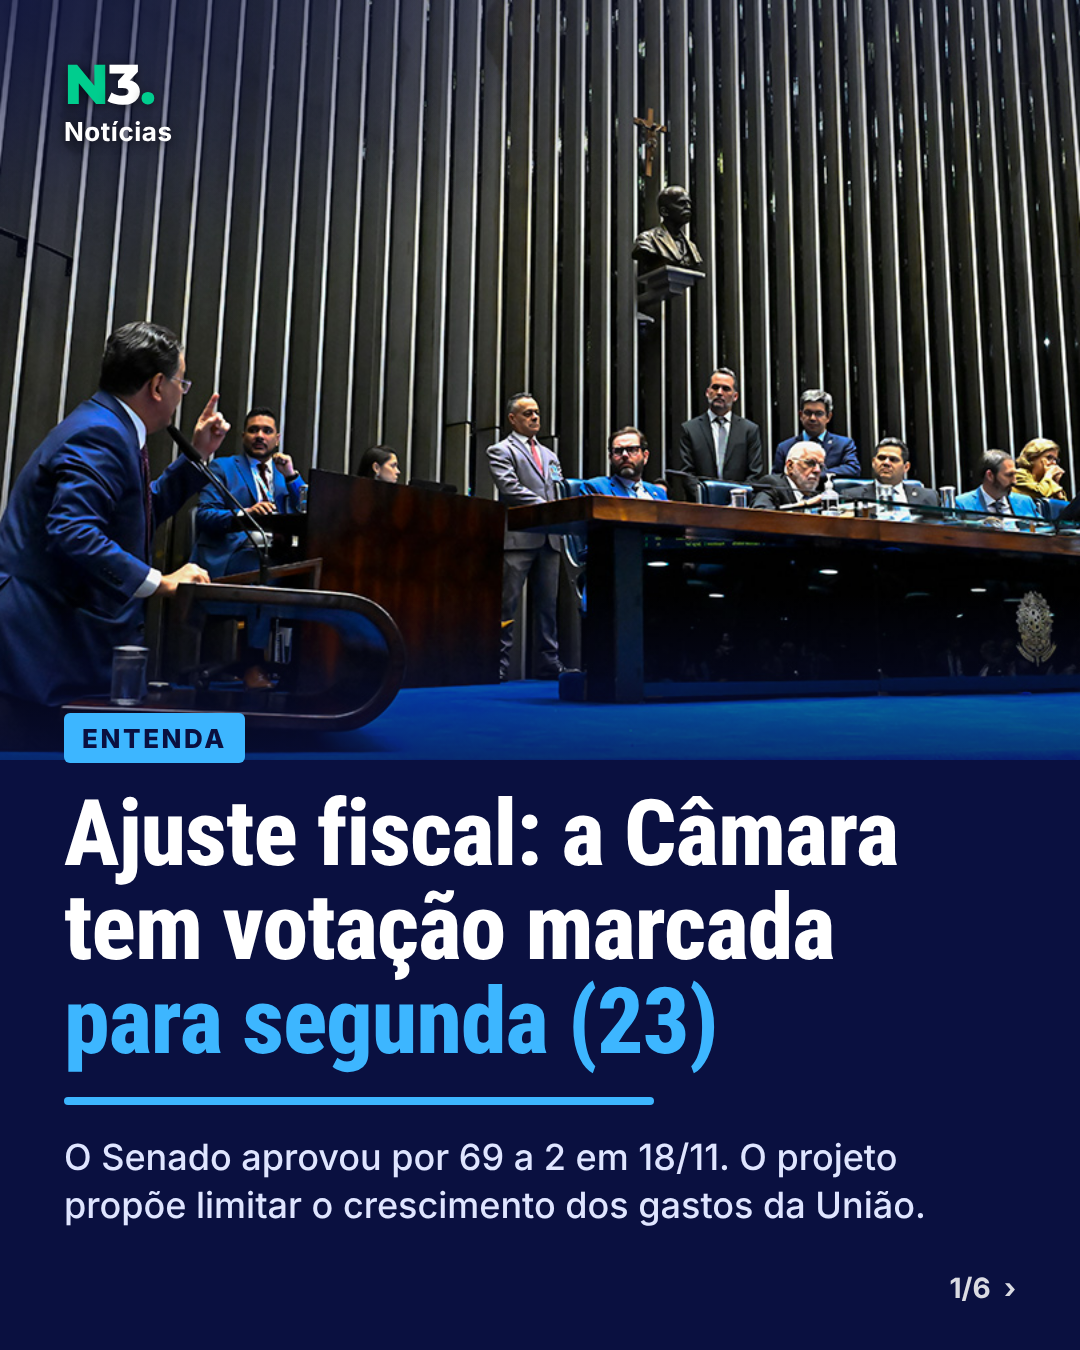 N3.
Notícias
ENTENDA
Ajuste fiscal: a Câmara
tem votação marcada
para segunda (23)
O Senado aprovou por 69 a 2 em 18/11. O projeto
propõe limitar o crescimento dos gastos da União.
1/6 ›